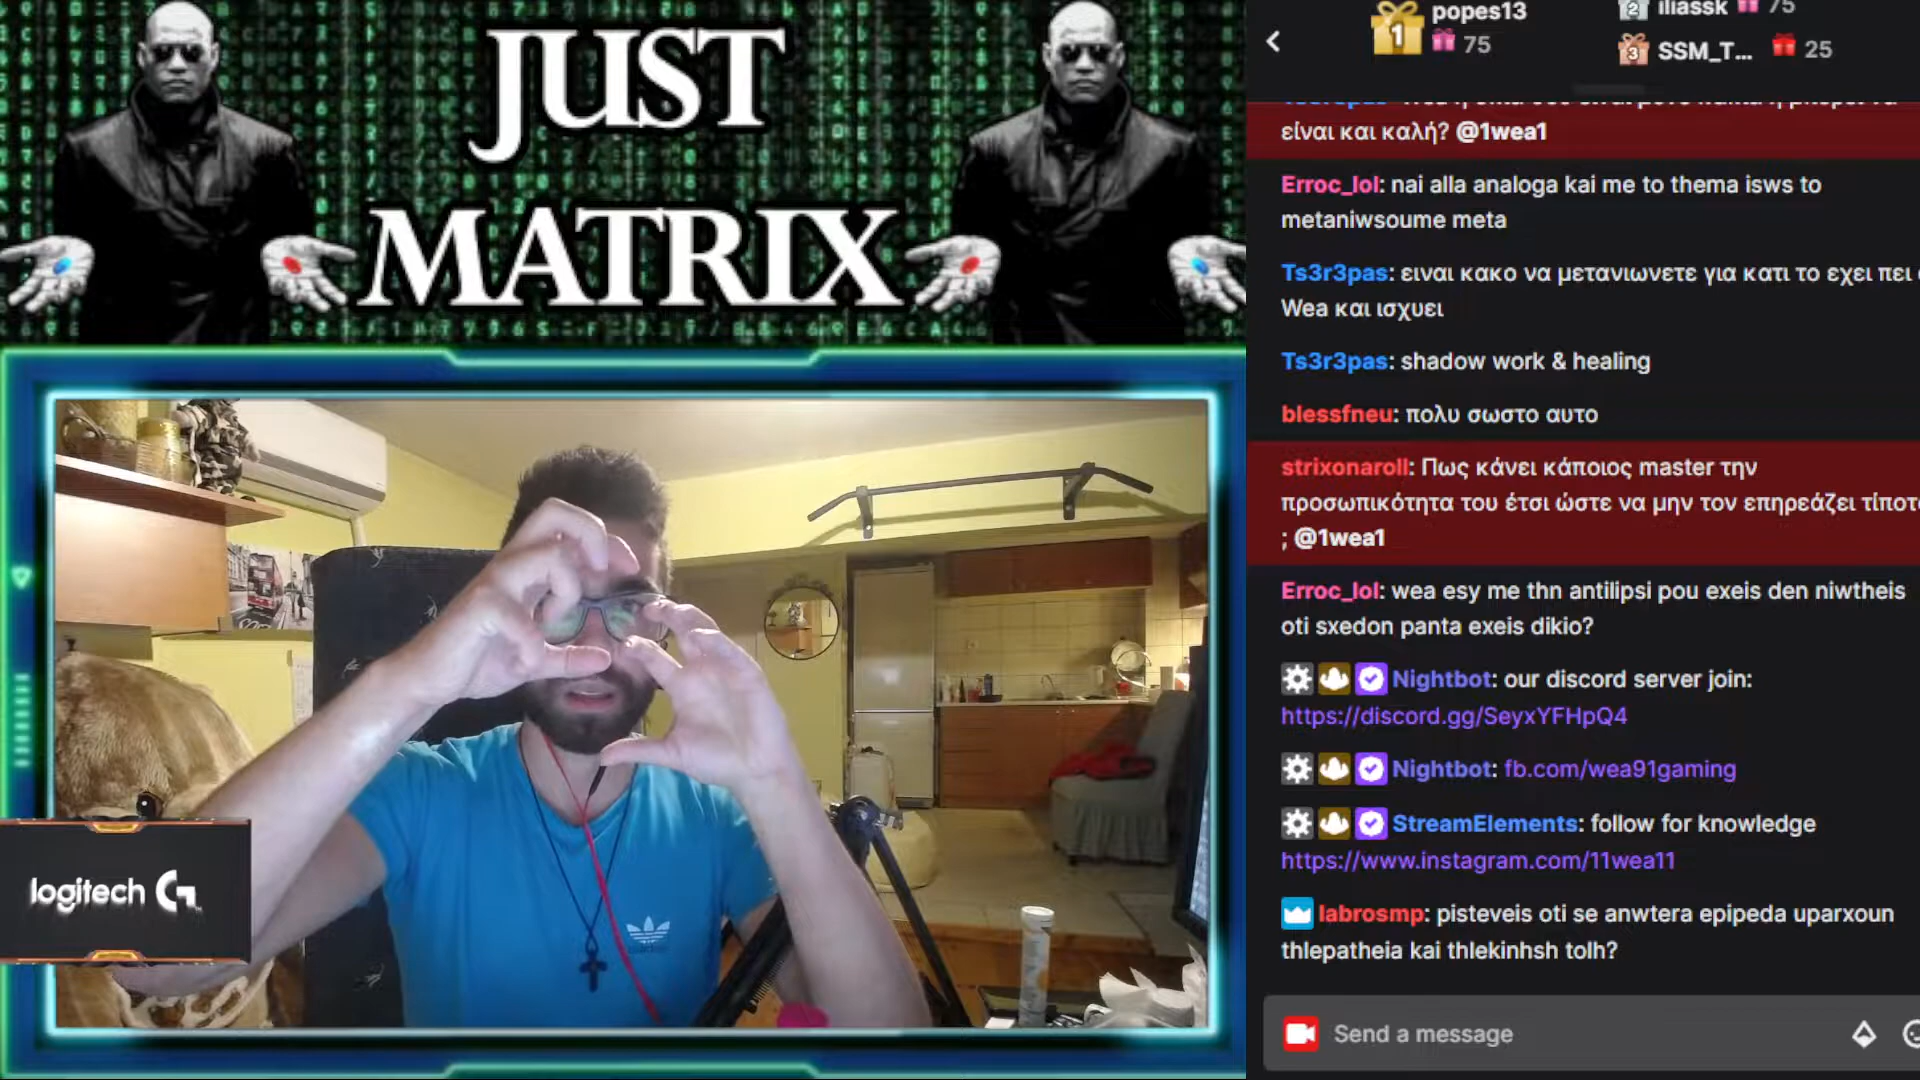 JUST
MATRIX
logitech G
popes13
75
iliassk 75
SSM_T... 25
είναι και καλή? @1wea1
Erroc_lol: nai alla analoga kai me to thema isws to
metaniwsoume meta
Ts3r3pas: ειναι κακο να μετανιωνετε για κατι το εχει πει
Wea και ισχυει
Ts3r3pas: shadow work & healing
blessfneu: πολυ σωστο αυτο
strixonaroll: Πως κάνει κάποιος master την
προσωπικότητα του έτσι ώστε να μην τον επηρεάζει τίποτ
; @1wea1
Erroc_lol: wea esy me thn antilipsi pou exeis den niwtheis
oti sxedon panta exeis dikio?
Nightbot: our discord server join:
https://discord.gg/SeyxYFHpQ4
Nightbot: fb.com/wea91gaming
StreamElements: follow for knowledge
https://www.instagram.com/11wea11
labrosmp: pisteveis oti se anwtera epipeda uparxoun
thlepatheia kai thlekinhsh tolh?
Send a message